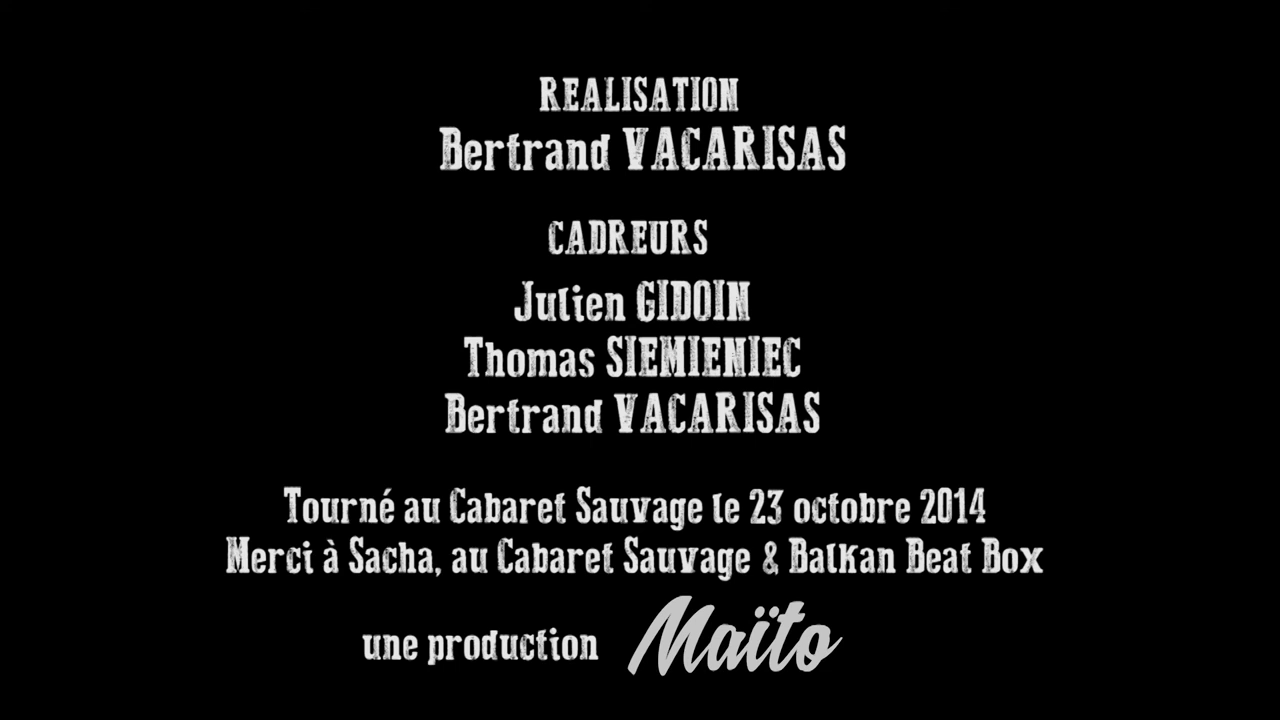 REALISATION
Bertrand VACARISAS
CADREURS
Julien GIDOIN
Thomas SIEMIENIEC
Bertrand VACARISAS
Tourné au Cabaret Sauvage le 23 octobre 2014
Merci à Sacha, au Cabaret Sauvage & Balkan Beat Box
une production Maïto